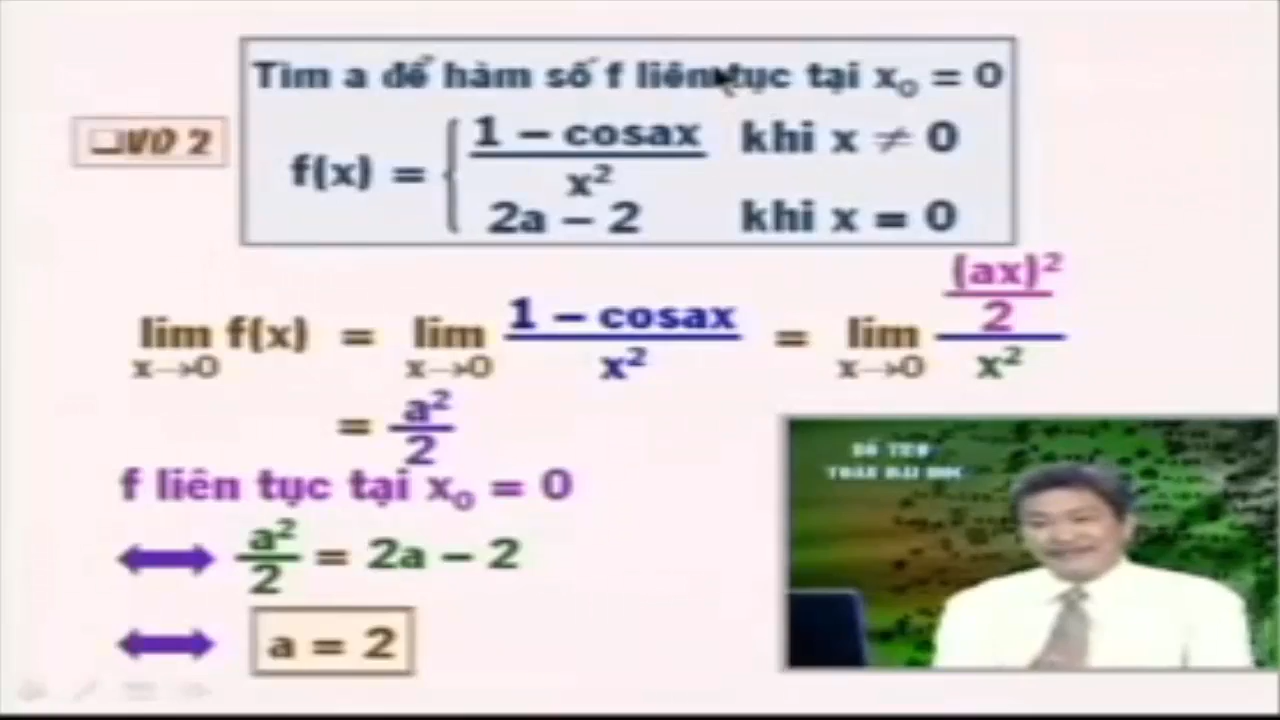 Tìm a để hàm số f liên tục tại x₀ = 0
❑VD 2
f(x) = { (1 − cosax)/x² khi x ≠ 0
2a − 2 khi x = 0
lim x→0 f(x) = lim x→0 (1 − cosax)/x² = lim x→0 ((ax)²/2)/x²
= a²/2
f liên tục tại x₀ = 0
⟺ a²/2 = 2a − 2
⟺ a = 2